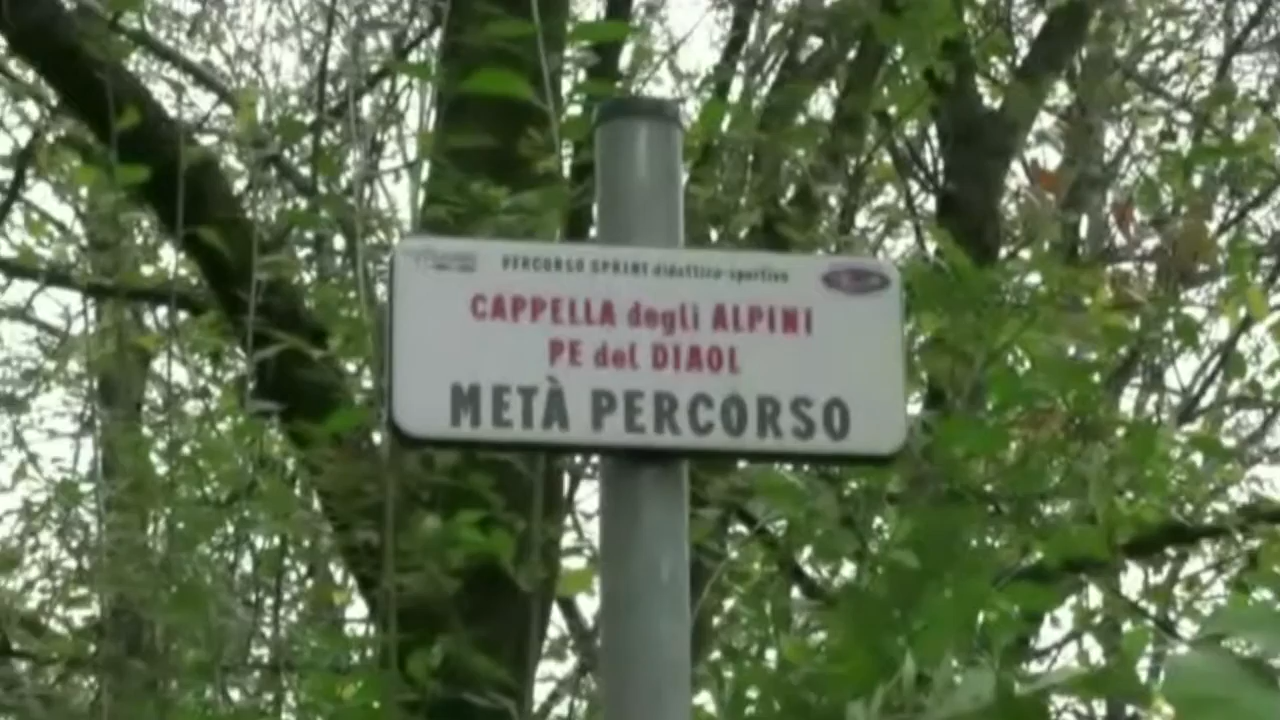 PERCORSO SPRINT didattico-sportivo
CAPPELLA degli ALPINI
PE del DIAOL
METÀ PERCORSO